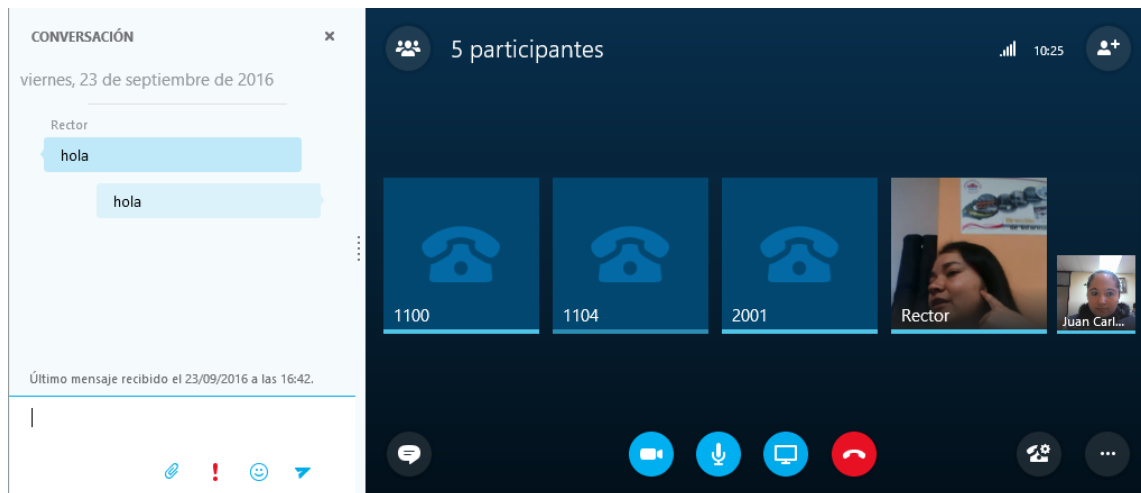 CONVERSACIÓN
viernes, 23 de septiembre de 2016
Rector
hola
hola
Último mensaje recibido el 23/09/2016 a las 16:42.
5 participantes
10:25
1100
1104
2001
Rector
Juan Carl...